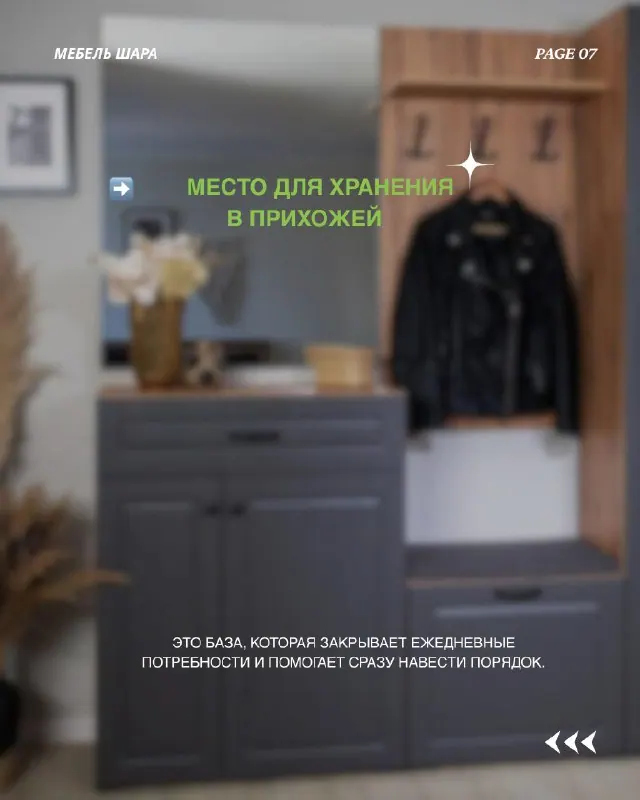 МЕБЕЛЬ ШАРА
PAGE 07
МЕСТО ДЛЯ ХРАНЕНИЯ
В ПРИХОЖЕЙ
ЭТО БАЗА, КОТОРАЯ ЗАКРЫВАЕТ ЕЖЕДНЕВНЫЕ
ПОТРЕБНОСТИ И ПОМОГАЕТ СРАЗУ НАВЕСТИ ПОРЯДОК.